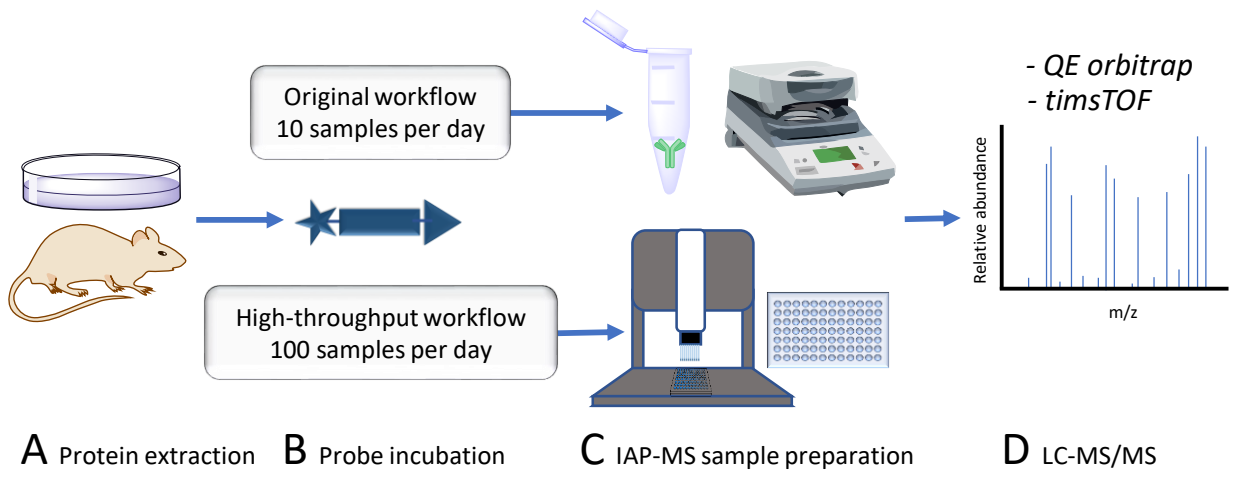 Original workflow
10 samples per day
- QE orbitrap
- timsTOF
Relative abundance
m/z
High-throughput workflow
100 samples per day
A Protein extraction
B Probe incubation
C IAP-MS sample preparation
D LC-MS/MS